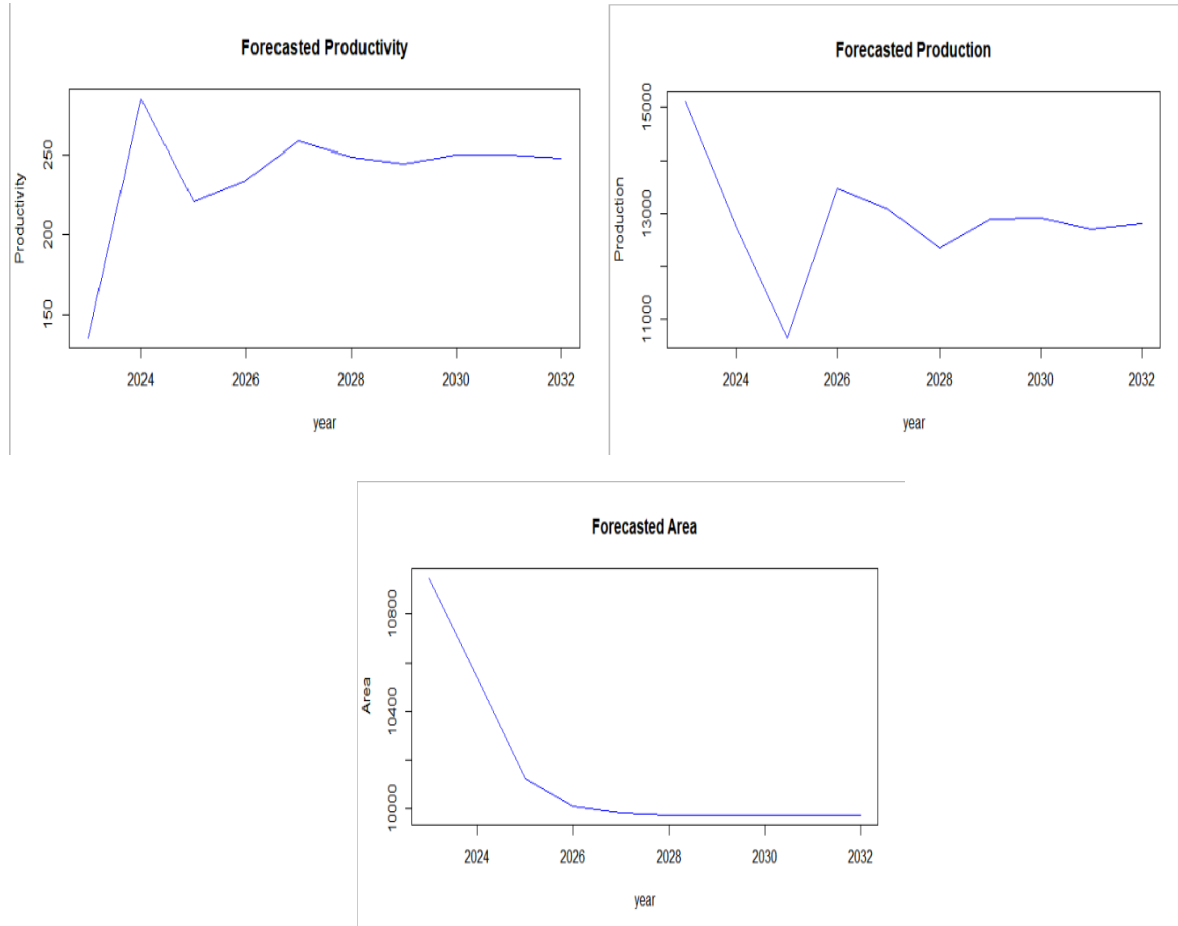 Forecasted Productivity
Productivity
250
200
150
2024 2026 2028 2030 2032
year
Forecasted Production
Production
15000
13000
11000
2024 2026 2028 2030 2032
year
Forecasted Area
Area
10800
10400
10000
2024 2026 2028 2030 2032
year